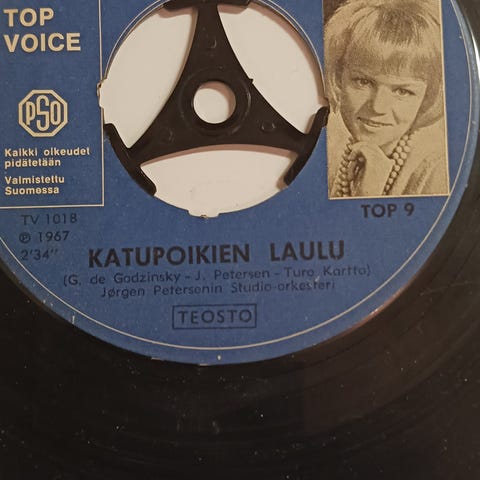 TOP
VOICE
PSO
Kaikki oikeudet
pidätetään
Valmistettu
Suomessa
TV 1018
℗ 1967
2'34"
TOP 9
KATUPOIKIEN LAULU
(G. de Godzinsky - J. Petersen - Turo Kartto)
Jørgen Petersenin Studio-orkesteri
TEOSTO